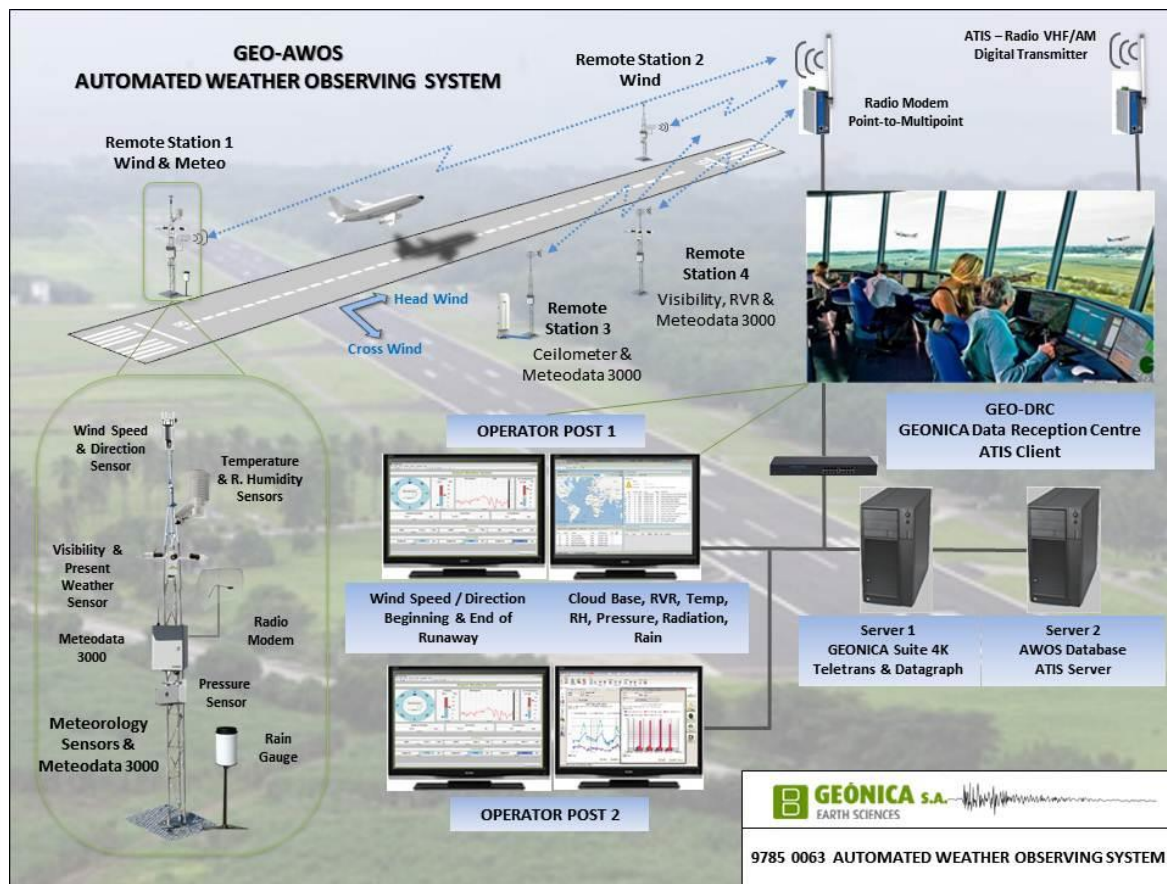 GEO-AWOS
AUTOMATED WEATHER OBSERVING SYSTEM
ATIS – Radio VHF/AM
Digital Transmitter
Remote Station 2
Wind
Radio Modem
Point-to-Multipoint
Remote Station 1
Wind & Meteo
Head Wind
Cross Wind
Remote
Station 3
Ceilometer &
Meteodata 3000
Remote
Station 4
Visibility, RVR &
Meteodata 3000
GEO-DRC
GEONICA Data Reception Centre
ATIS Client
OPERATOR POST 1
Wind Speed
& Direction
Sensor
Temperature
& R. Humidity
Sensors
Visibility &
Present
Weather
Sensor
Meteodata
3000
Radio
Modem
Pressure
Sensor
Meteorology
Sensors &
Meteodata 3000
Rain
Gauge
Wind Speed / Direction
Beginning & End of
Runaway
Cloud Base, RVR, Temp,
RH, Pressure, Radiation,
Rain
Server 1
GEONICA Suite 4K
Teletrans & Datagraph
Server 2
AWOS Database
ATIS Server
OPERATOR POST 2
GEÓNICA S.A.
EARTH SCIENCES
9785 0063 AUTOMATED WEATHER OBSERVING SYSTEM